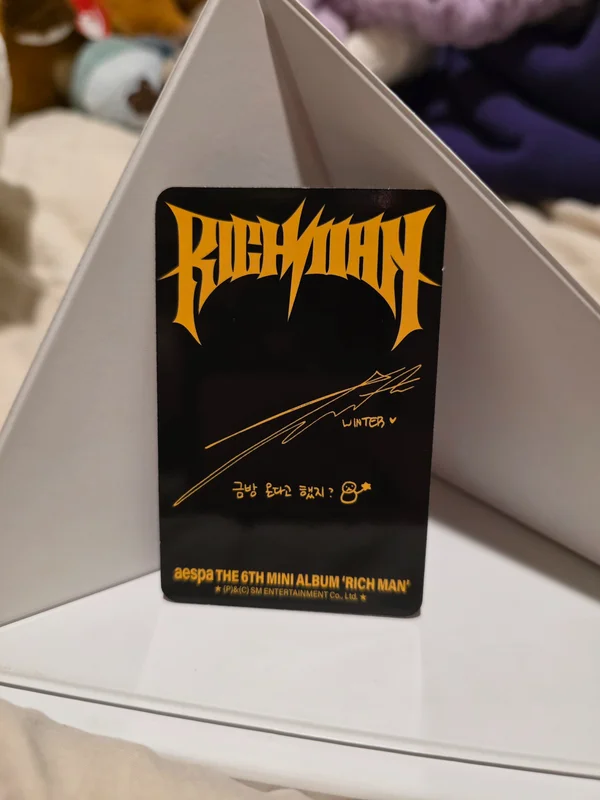 RICH MAN
WINTER ♥
금방 온다고 했지?
aespa THE 6TH MINI ALBUM 'RICH MAN'
★ (P)&(C) SM ENTERTAINMENT Co., Ltd. ★